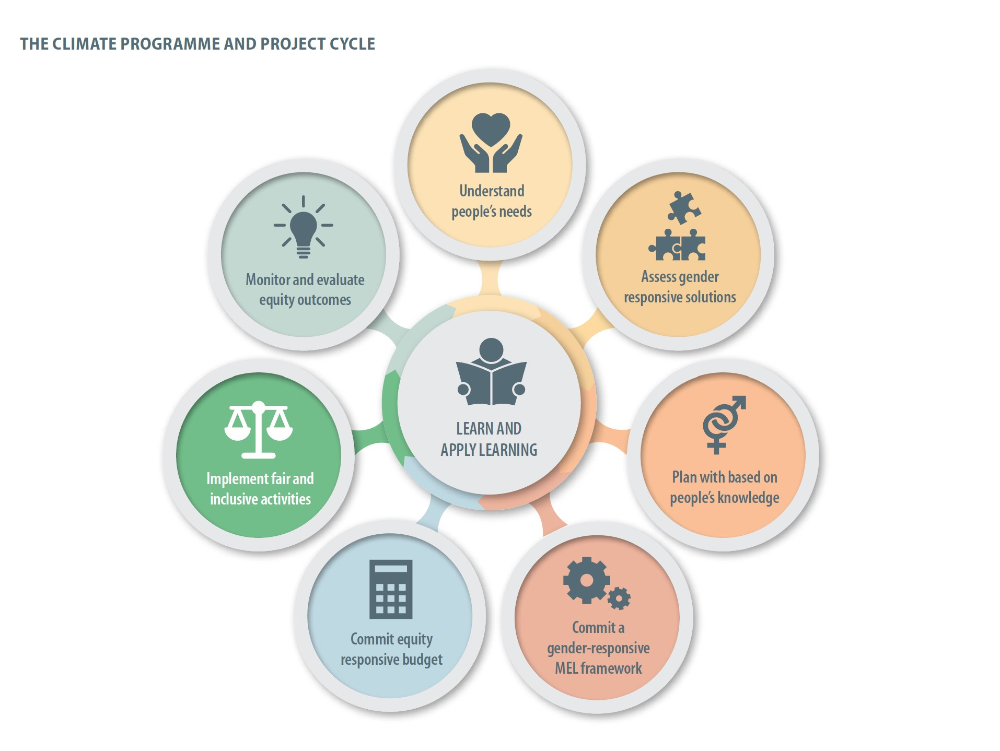 THE CLIMATE PROGRAMME AND PROJECT CYCLE
Understand
people’s needs
Assess gender
responsive solutions
Plan with based on
people’s knowledge
Commit a
gender-responsive
MEL framework
Commit equity
responsive budget
Implement fair and
inclusive activities
Monitor and evaluate
equity outcomes
LEARN AND
APPLY LEARNING